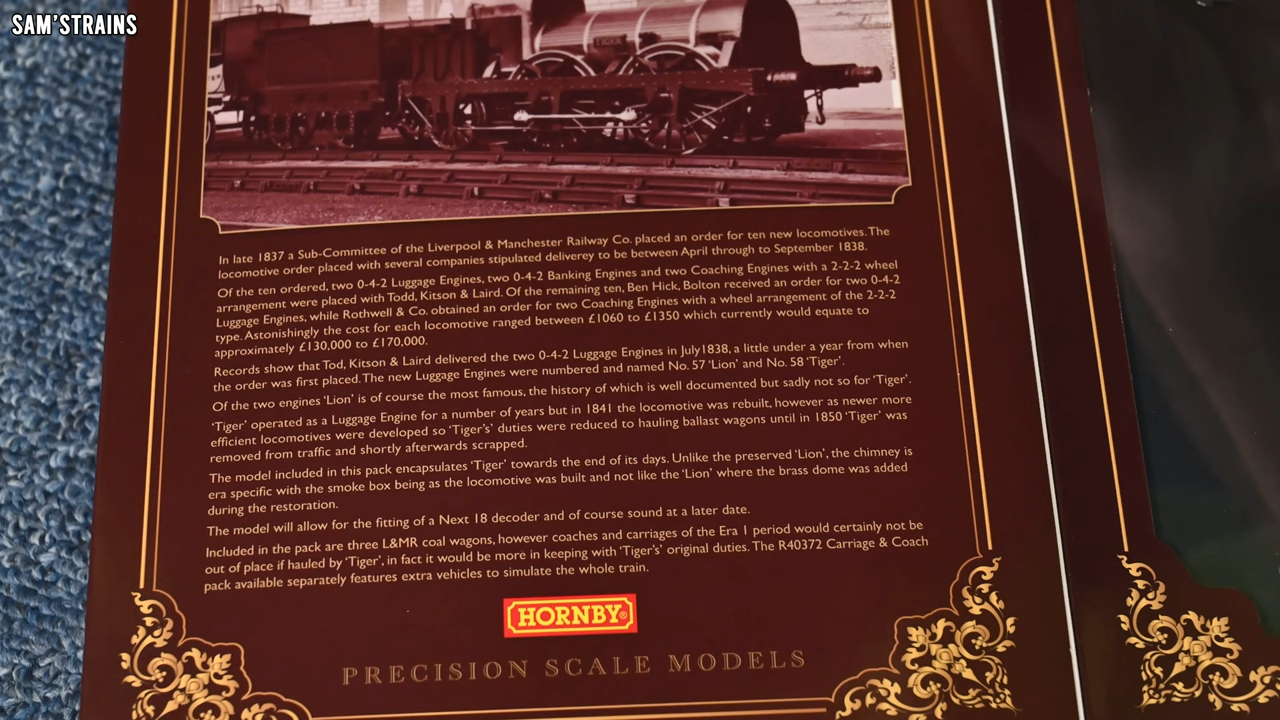 SAM'STRAINS
TIGER
In late 1837 a Sub-Committee of the Liverpool & Manchester Railway Co. placed an order for ten new locomotives. The
locomotive order placed with several companies stipulated deliverey to be between April through to September 1838.
Of the ten ordered, two 0-4-2 Luggage Engines, two 0-4-2 Banking Engines and two Coaching Engines with a 2-2-2 wheel
arrangement were placed with Todd, Kitson & Laird. Of the remaining ten, Ben Hick, Bolton received an order for two 0-4-2
Luggage Engines, while Rothwell & Co. obtained an order for two Coaching Engines with a wheel arrangement of the 2-2-2
type. Astonishingly the cost for each locomotive ranged between £1060 to £1350 which currently would equate to
approximately £130,000 to £170,000.
Records show that Tod, Kitson & Laird delivered the two 0-4-2 Luggage Engines in July1838, a little under a year from when
the order was first placed. The new Luggage Engines were numbered and named No. 57 'Lion' and No. 58 'Tiger'.
Of the two engines 'Lion' is of course the most famous, the history of which is well documented but sadly not so for 'Tiger'.
'Tiger' operated as a Luggage Engine for a number of years but in 1841 the locomotive was rebuilt, however as newer more
efficient locomotives were developed so 'Tiger's' duties were reduced to hauling ballast wagons until in 1850 'Tiger' was
removed from traffic and shortly afterwards scrapped.
The model included in this pack encapsulates 'Tiger' towards the end of its days. Unlike the preserved 'Lion', the chimney is
era specific with the smoke box being as the locomotive was built and not like the 'Lion' where the brass dome was added
during the restoration.
The model will allow for the fitting of a Next 18 decoder and of course sound at a later date.
Included in the pack are three L&MR coal wagons, however coaches and carriages of the Era 1 period would certainly not be
out of place if hauled by 'Tiger', in fact it would be more in keeping with 'Tiger's' original duties. The R40372 Carriage & Coach
pack available separately features extra vehicles to simulate the whole train.
HORNBY®
PRECISION SCALE MODELS